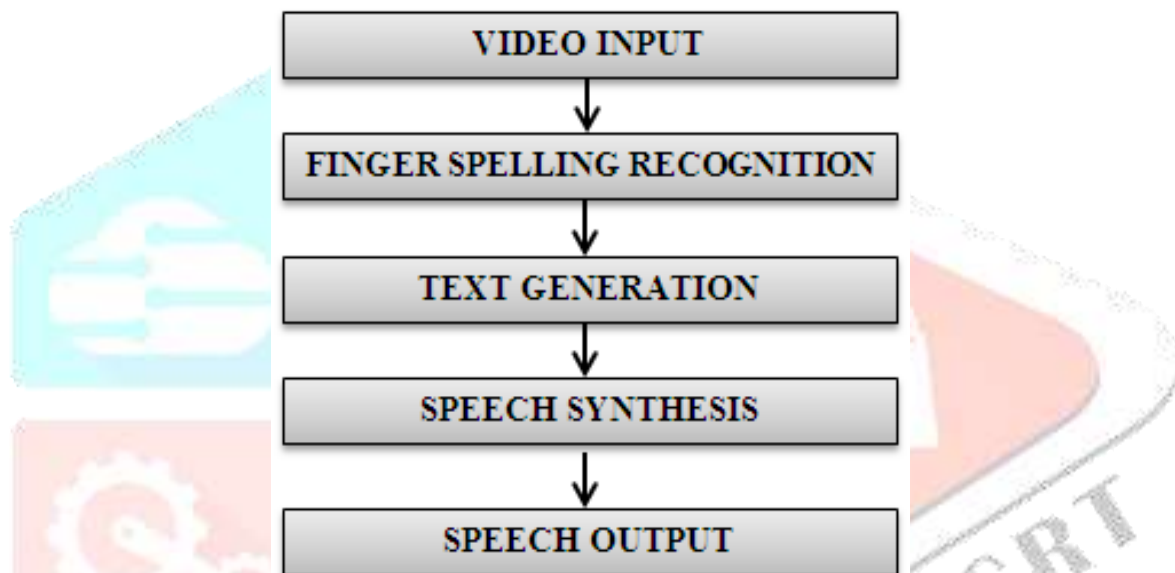 VIDEO INPUT
FINGER SPELLING RECOGNITION
TEXT GENERATION
SPEECH SYNTHESIS
SPEECH OUTPUT